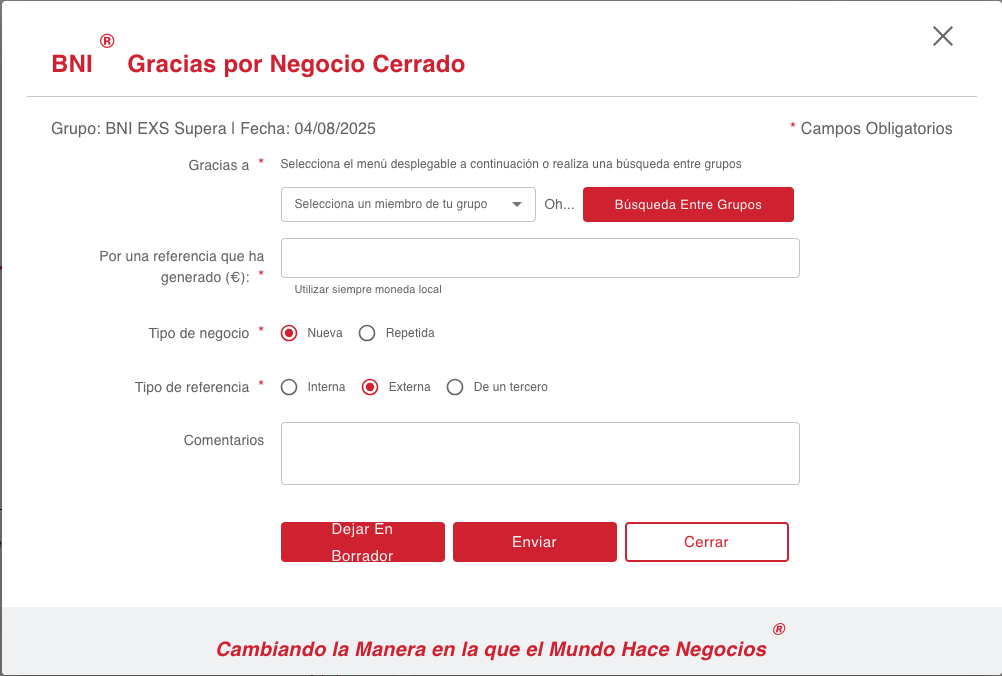 BNI ® Gracias por Negocio Cerrado
Grupo: BNI EXS Supera | Fecha: 04/08/2025
* Campos Obligatorios
Gracias a *
Selecciona el menú desplegable a continuación o realiza una búsqueda entre grupos
Selecciona un miembro de tu grupo
Oh...
Búsqueda Entre Grupos
Por una referencia que ha
generado (€): *
Utilizar siempre moneda local
Tipo de negocio *
Nueva
Repetida
Tipo de referencia *
Interna
Externa
De un tercero
Comentarios
Dejar En
Borrador
Enviar
Cerrar
Cambiando la Manera en la que el Mundo Hace Negocios ®